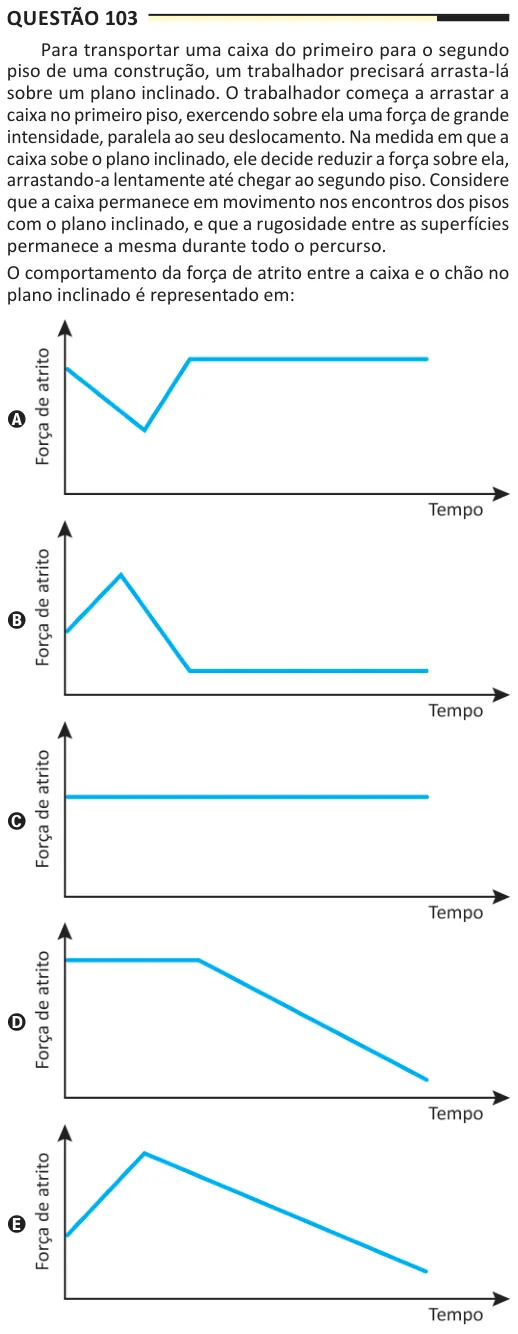 QUESTÃO 103
Para transportar uma caixa do primeiro para o segundo
piso de uma construção, um trabalhador precisará arrasta-lá
sobre um plano inclinado. O trabalhador começa a arrastar a
caixa no primeiro piso, exercendo sobre ela uma força de grande
intensidade, paralela ao seu deslocamento. Na medida em que a
caixa sobe o plano inclinado, ele decide reduzir a força sobre ela,
arrastando-a lentamente até chegar ao segundo piso. Considere
que a caixa permanece em movimento nos encontros dos pisos
com o plano inclinado, e que a rugosidade entre as superfícies
permanece a mesma durante todo o percurso.
O comportamento da força de atrito entre a caixa e o chão no
plano inclinado é representado em:
A
Força de atrito
Tempo
B
Força de atrito
Tempo
C
Força de atrito
Tempo
D
Força de atrito
Tempo
E
Força de atrito
Tempo